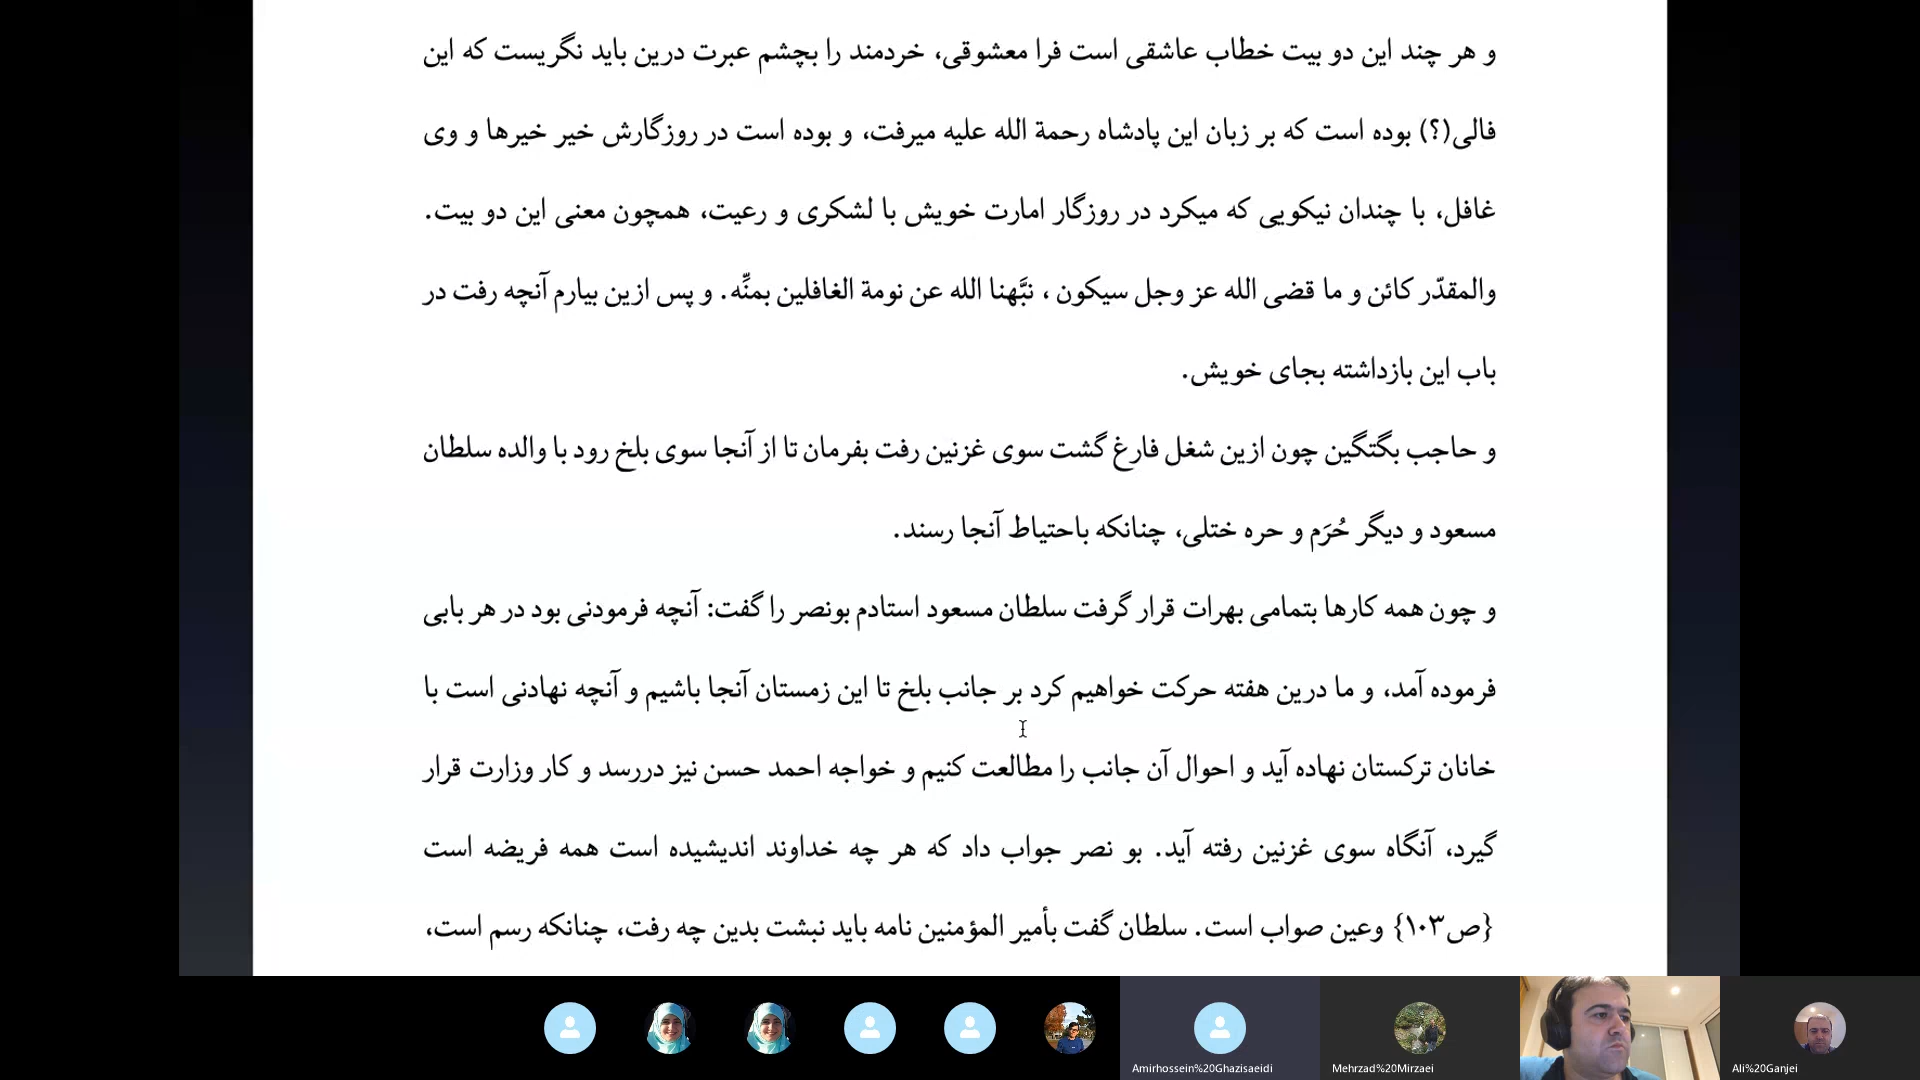 و هر چند این دو بیت خطاب عاشقی است فرا معشوقی، خردمند را بچشم عبرت درین باید نگریست که این
فالی(؟) بوده است که بر زبان این پادشاه رحمة الله علیه میرفت، و بوده است در روزگارش خیر خیرها و وی
غافل، با چندان نیکویی که میکرد در روزگار امارت خویش با لشکری و رعیت، همچون معنی این دو بیت.
والمقدّر کائن و ما قضی الله عز وجل سیکون ، نبَّهنا الله عن نومة الغافلین بمنِّه. و پس ازین بیارم آنچه رفت در
باب این بازداشته بجای خویش.
و حاجب بگتگین چون ازین شغل فارغ گشت سوی غزنین رفت بفرمان تا از آنجا سوی بلخ رود با والده سلطان
مسعود و دیگر حُرَم و حره ختلی، چنانکه باحتیاط آنجا رسند.
و چون همه کارها بتمامی بهرات قرار گرفت سلطان مسعود استادم بونصر را گفت: آنچه فرمودنی بود در هر بابی
فرموده آمد، و ما درین هفته حرکت خواهیم کرد بر جانب بلخ تا این زمستان آنجا باشیم و آنچه نهادنی است با
خانان ترکستان نهاده آید و احوال آن جانب را مطالعت کنیم و خواجه احمد حسن نیز دررسد و کار وزارت قرار
گیرد، آنگاه سوی غزنین رفته آید. بو نصر جواب داد که هر چه خداوند اندیشیده است همه فریضه است
{ص۱۰۳} وعین صواب است. سلطان گفت بأمیر المؤمنین نامه باید نبشت بدین چه رفت، چنانکه رسم است،
Amirhossein%20Ghazisaeidi
Mehrzad%20Mirzaei
Ali%20Ganjei